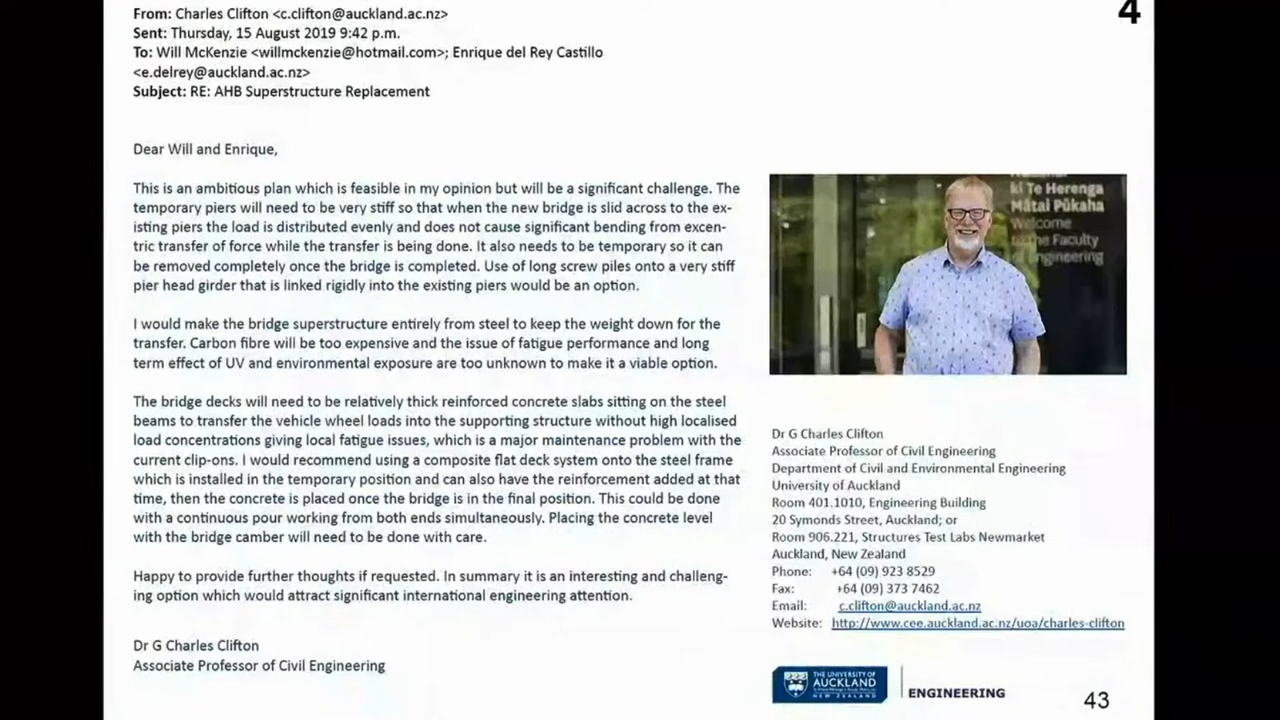 4
From: Charles Clifton <c.clifton@auckland.ac.nz>
Sent: Thursday, 15 August 2019 9:42 p.m.
To: Will McKenzie <willmckenzie@hotmail.com>; Enrique del Rey Castillo
<e.delrey@auckland.ac.nz>
Subject: RE: AHB Superstructure Replacement
Dear Will and Enrique,
This is an ambitious plan which is feasible in my opinion but will be a significant challenge. The
temporary piers will need to be very stiff so that when the new bridge is slid across to the ex-
isting piers the load is distributed evenly and does not cause significant bending from excen-
tric transfer of force while the transfer is being done. It also needs to be temporary so it can
be removed completely once the bridge is completed. Use of long screw piles onto a very stiff
pier head girder that is linked rigidly into the existing piers would be an option.
I would make the bridge superstructure entirely from steel to keep the weight down for the
transfer. Carbon fibre will be too expensive and the issue of fatigue performance and long
term effect of UV and environmental exposure are too unknown to make it a viable option.
The bridge decks will need to be relatively thick reinforced concrete slabs sitting on the steel
beams to transfer the vehicle wheel loads into the supporting structure without high localised
load concentrations giving local fatigue issues, which is a major maintenance problem with the
current clip-ons. I would recommend using a composite flat deck system onto the steel frame
which is installed in the temporary position and can also have the reinforcement added at that
time, then the concrete is placed once the bridge is in the final position. This could be done
with a continuous pour working from both ends simultaneously. Placing the concrete level
with the bridge camber will need to be done with care.
Happy to provide further thoughts if requested. In summary it is an interesting and challeng-
ing option which would attract significant international engineering attention.
Dr G Charles Clifton
Associate Professor of Civil Engineering
ki Te Herenga
Mātai Pūkaha
Welcome
to the Faculty
of Engineering
Dr G Charles Clifton
Associate Professor of Civil Engineering
Department of Civil and Environmental Engineering
University of Auckland
Room 401.1010, Engineering Building
20 Symonds Street, Auckland; or
Room 906.221, Structures Test Labs Newmarket
Auckland, New Zealand
Phone: +64 (09) 923 8529
Fax: +64 (09) 373 7462
Email: c.clifton@auckland.ac.nz
Website: http://www.cee.auckland.ac.nz/uoa/charles-clifton
THE UNIVERSITY OF
AUCKLAND
NEW ZEALAND
ENGINEERING
43